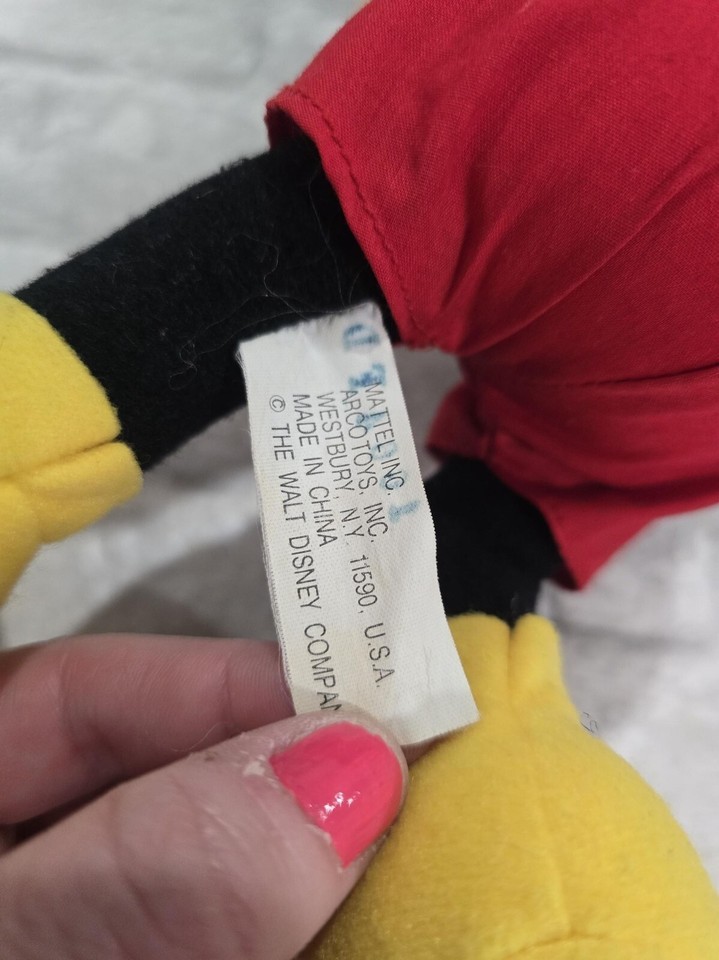 MATTEL INC.
ARCOTOYS, INC.
WESTBURY, N.Y. 11590, U.S.A.
MADE IN CHINA
© THE WALT DISNEY